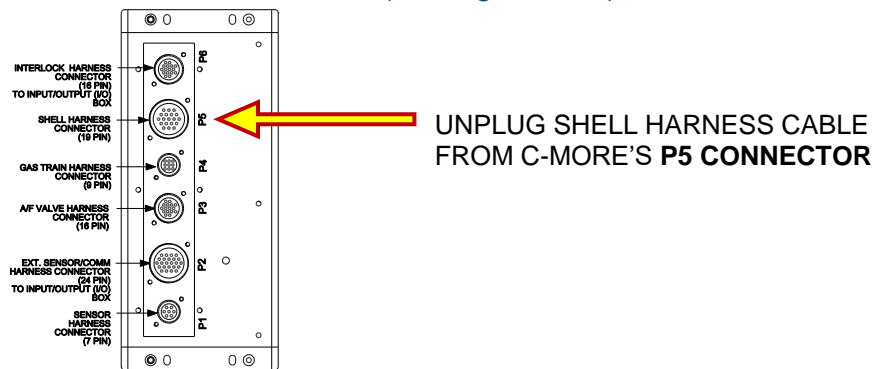 INTERLOCK HARNESS
CONNECTOR
(16 PIN)
TO INPUT/OUTPUT (I/O)
BOX
P6
SHELL HARNESS
CONNECTOR
(19 PIN)
P5
UNPLUG SHELL HARNESS CABLE
FROM C-MORE'S P5 CONNECTOR
GAS TRAIN HARNESS
CONNECTOR
(9 PIN)
P4
A/F VALVE HARNESS
CONNECTOR
(16 PIN)
P3
EXT. SENSOR/COMM
HARNESS CONNECTOR
(24 PIN)
TO INPUT/OUTPUT (I/O)
BOX
P2
SENSOR
HARNESS
CONNECTOR
(7 PIN)
P1